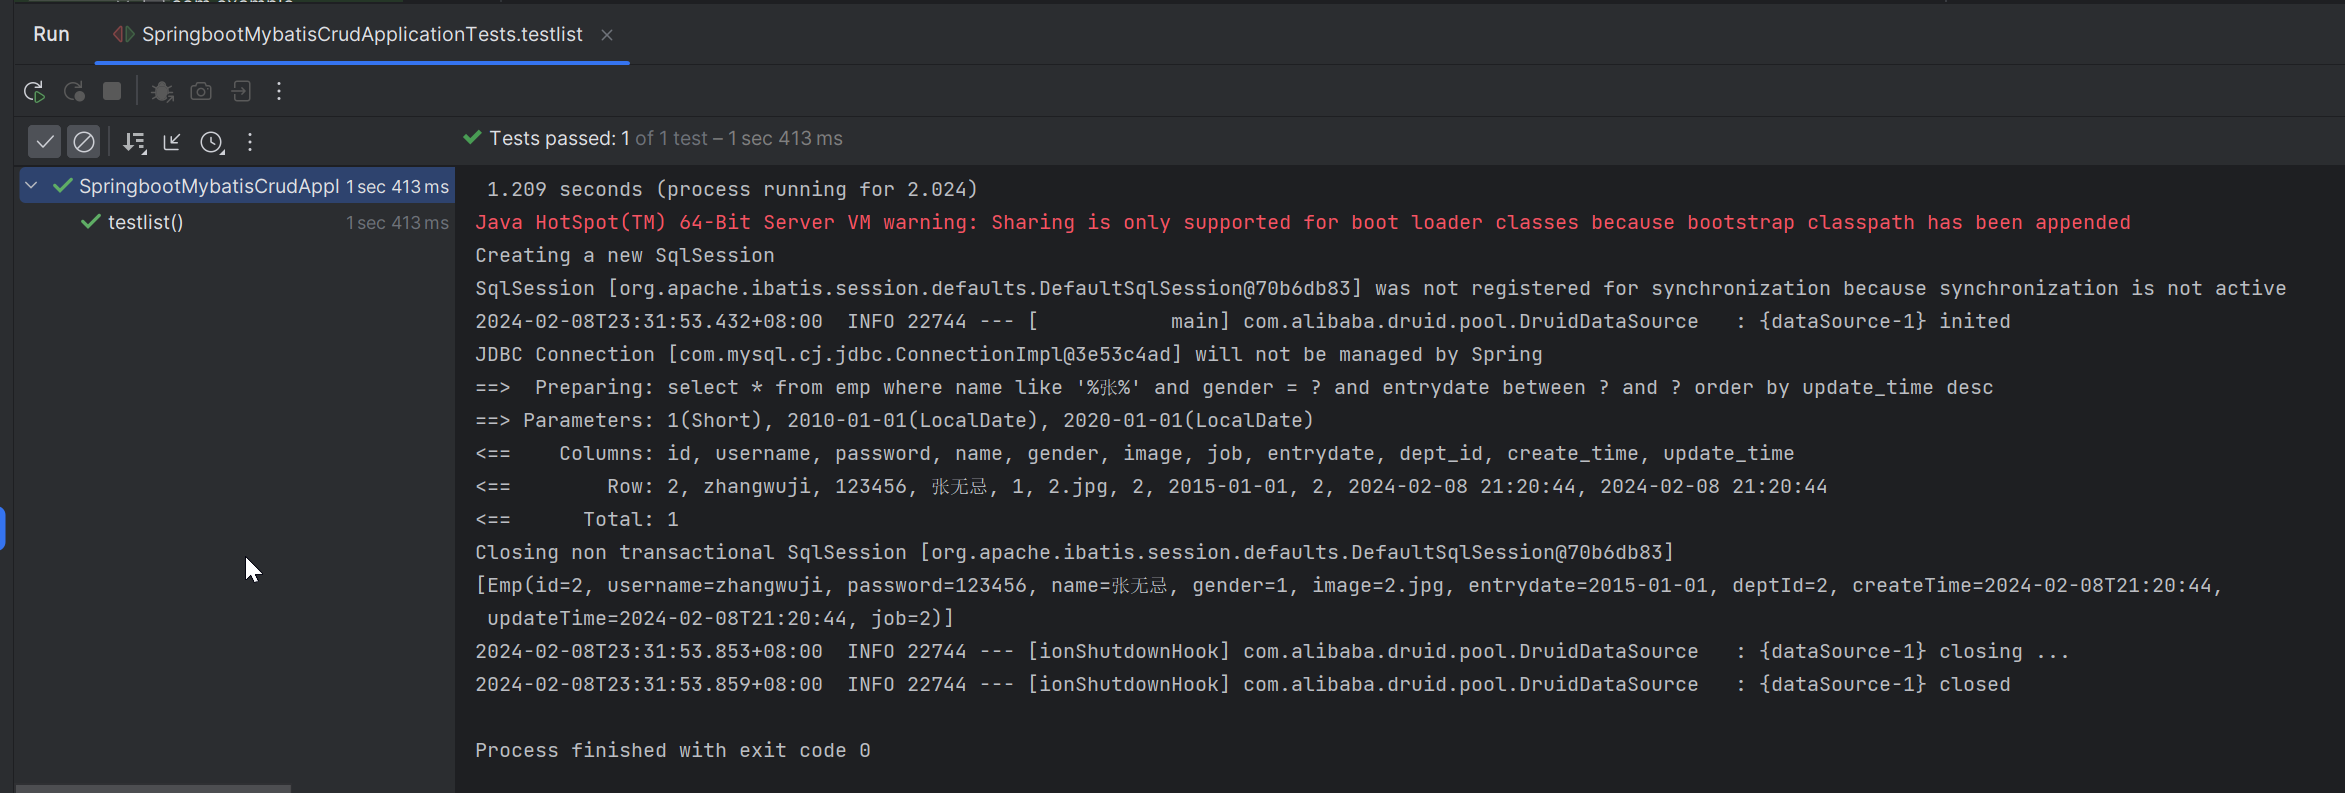 Run
SpringbootMybatisCrudApplicationTests.testlist
Tests passed: 1 of 1 test – 1 sec 413 ms
SpringbootMybatisCrudAppl 1 sec 413 ms
testlist() 1 sec 413 ms
1.209 seconds (process running for 2.024)
Java HotSpot(TM) 64-Bit Server VM warning: Sharing is only supported for boot loader classes because bootstrap classpath has been appended
Creating a new SqlSession
SqlSession [org.apache.ibatis.session.defaults.DefaultSqlSession@70b6db83] was not registered for synchronization because synchronization is not active
2024-02-08T23:31:53.432+08:00  INFO 22744 --- [           main] com.alibaba.druid.pool.DruidDataSource   : {dataSource-1} inited
JDBC Connection [com.mysql.cj.jdbc.ConnectionImpl@3e53c4ad] will not be managed by Spring
==>  Preparing: select * from emp where name like '%张%' and gender = ? and entrydate between ? and ? order by update_time desc
==> Parameters: 1(Short), 2010-01-01(LocalDate), 2020-01-01(LocalDate)
<==    Columns: id, username, password, name, gender, image, job, entrydate, dept_id, create_time, update_time
<==        Row: 2, zhangwuji, 123456, 张无忌, 1, 2.jpg, 2, 2015-01-01, 2, 2024-02-08 21:20:44, 2024-02-08 21:20:44
<==      Total: 1
Closing non transactional SqlSession [org.apache.ibatis.session.defaults.DefaultSqlSession@70b6db83]
[Emp(id=2, username=zhangwuji, password=123456, name=张无忌, gender=1, image=2.jpg, entrydate=2015-01-01, deptId=2, createTime=2024-02-08T21:20:44,
updateTime=2024-02-08T21:20:44, job=2)]
2024-02-08T23:31:53.853+08:00  INFO 22744 --- [ionShutdownHook] com.alibaba.druid.pool.DruidDataSource   : {dataSource-1} closing ...
2024-02-08T23:31:53.859+08:00  INFO 22744 --- [ionShutdownHook] com.alibaba.druid.pool.DruidDataSource   : {dataSource-1} closed
Process finished with exit code 0